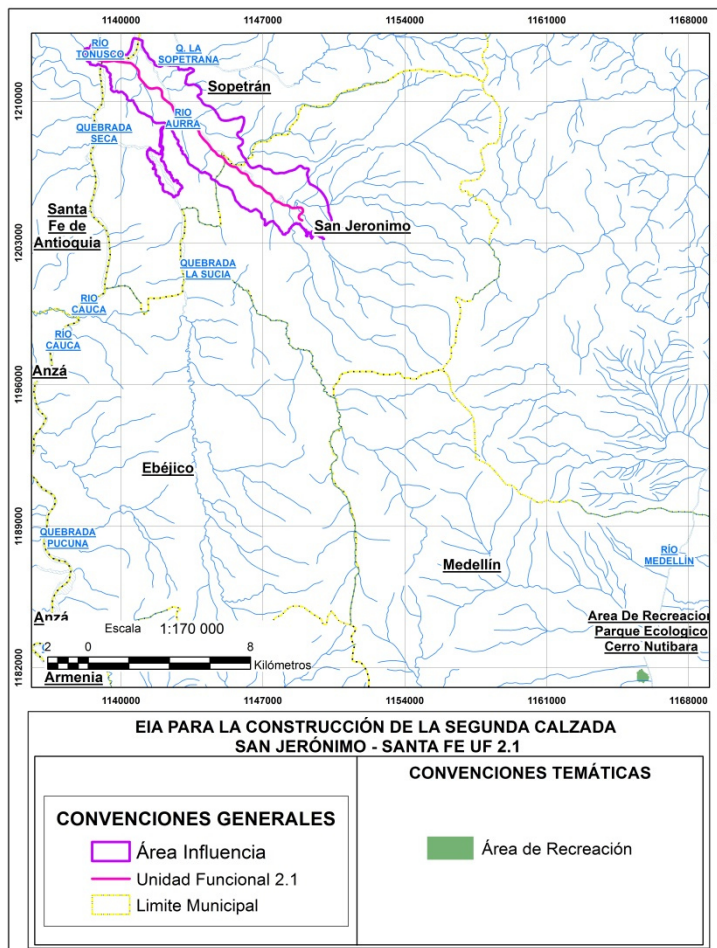 1140000 1147000 1154000 1161000 1168000
RÍO
TONUSCO
Q. LA
SOPETRANA
Sopetrán
1210000
QUEBRADA
SECA
RIO
AURRA
Santa
Fe de
Antioquia
San Jeronimo
1203000
QUEBRADA
LA SUCIA
RIO
CAUCA
RÍO
CAUCA
Anzá
1196000
Ebéjico
1189000
QUEBRADA
PUCUNA
RÍO
MEDELLÍN
Medellín
Anzá
Area De Recreacion
Parque Ecologico
Cerro Nutibara
Escala 1:170 000
2 0 8
Kilómetros
Armenia
1182000
1140000 1147000 1154000 1161000 1168000
EIA PARA LA CONSTRUCCIÓN DE LA SEGUNDA CALZADA
SAN JERÓNIMO - SANTA FE UF 2.1
CONVENCIONES GENERALES
Área Influencia
Unidad Funcional 2.1
Limite Municipal
CONVENCIONES TEMÁTICAS
Área de Recreación